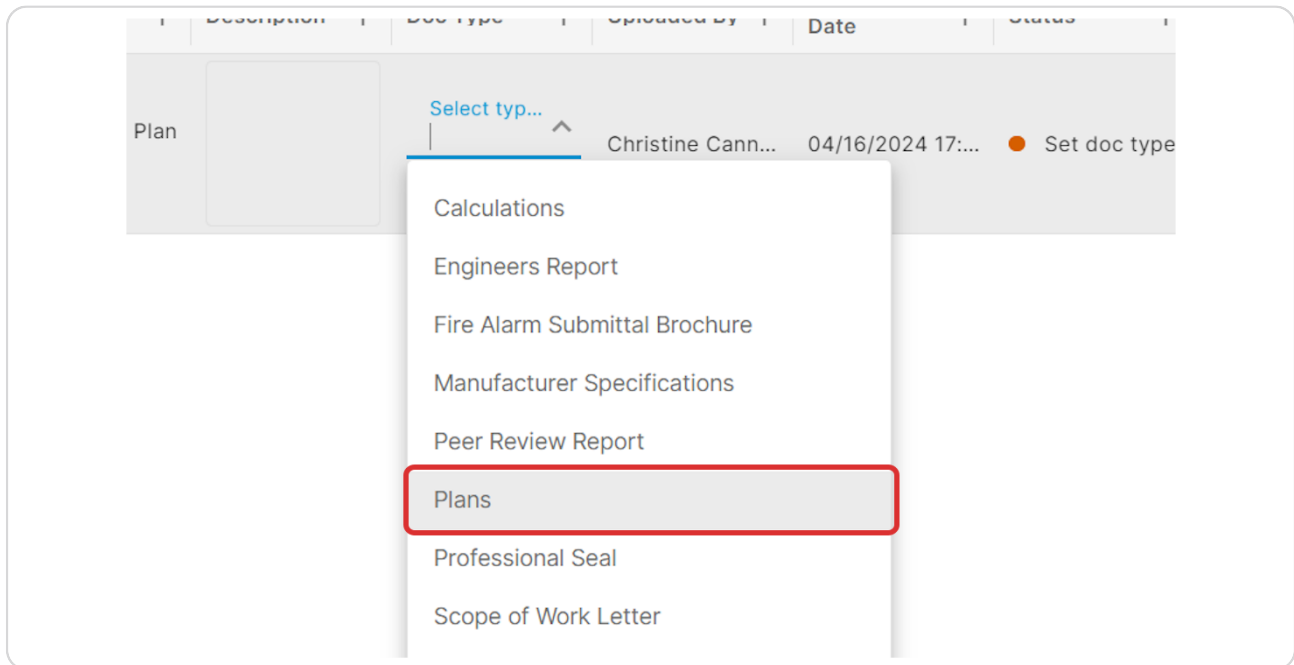 Description Doc Type Uploaded By Date Status
Select typ...
Plan Christine Cann... 04/16/2024 17:... Set doc type
Calculations
Engineers Report
Fire Alarm Submittal Brochure
Manufacturer Specifications
Peer Review Report
Plans
Professional Seal
Scope of Work Letter